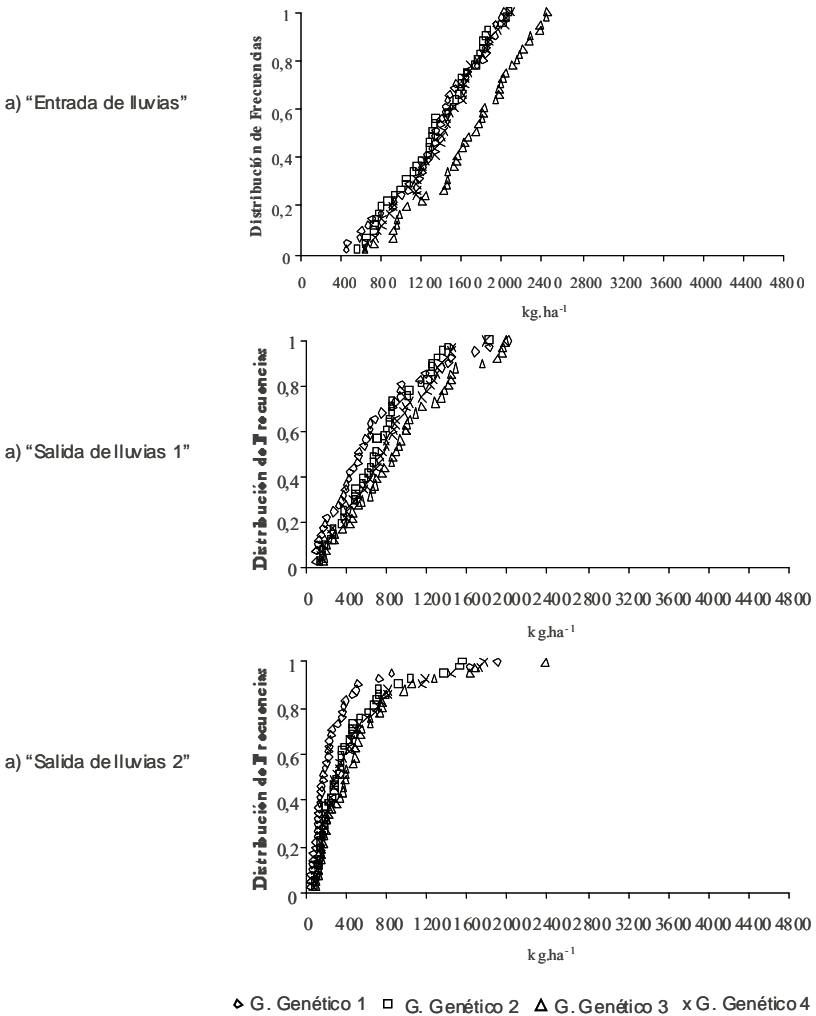 a) “Entrada de lluvias”
Distribución de Frecuencias
1
0,8
0,6
0,4
0,2
0
0 400 800 1200 1600 2000 2400 2800 3200 3600 4000 4400 4800
kg.ha-1
a) “Salida de lluvias 1”
Distribución de Frecuencias
1
0,8
0,6
0,4
0,2
0
0 400 800 1200 1600 2000 2400 2800 3200 3600 4000 4400 4800
kg.ha-1
a) “Salida de lluvias 2”
Distribución de Frecuencias
1
0,8
0,6
0,4
0,2
0
0 400 800 1200 1600 2000 2400 2800 3200 3600 4000 4400 4800
kg.ha-1
G. Genético 1 G. Genético 2 G. Genético 3 x G. Genético 4